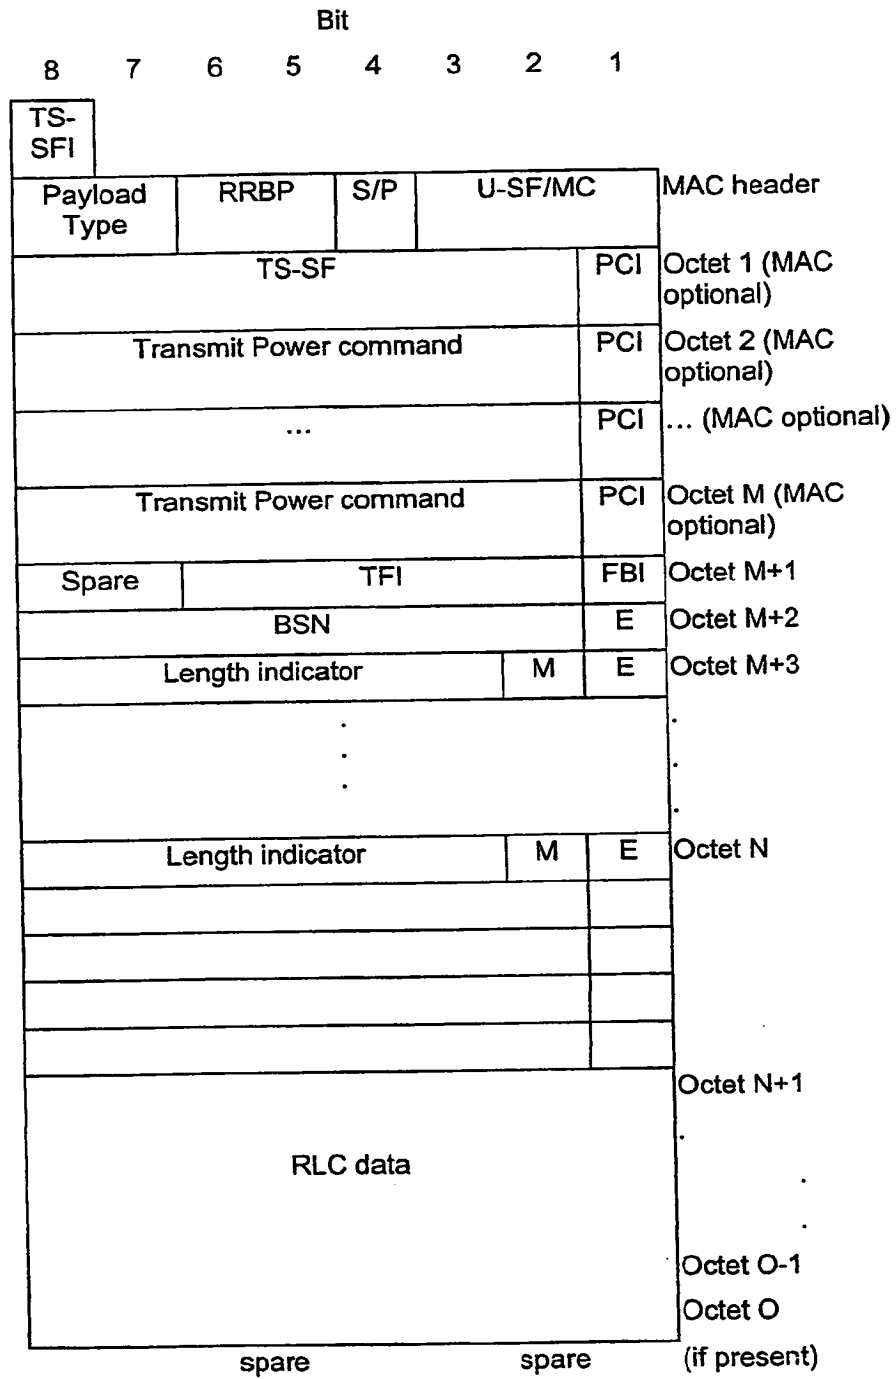 Bit
8 7 6 5 4 3 2 1
TS-
SFI
Payload RRBP S/P U-SF/MC MAC header
Type
TS-SF PCI Octet 1 (MAC
optional)
Transmit Power command PCI Octet 2 (MAC
optional)
... PCI ... (MAC optional)
Transmit Power command PCI Octet M (MAC
optional)
Spare TFI FBI Octet M+1
BSN E Octet M+2
Length indicator M E Octet M+3
. .
. .
. .
Length indicator M E Octet N
Octet N+1
.
RLC data .
.
Octet O-1
Octet O
spare spare (if present)